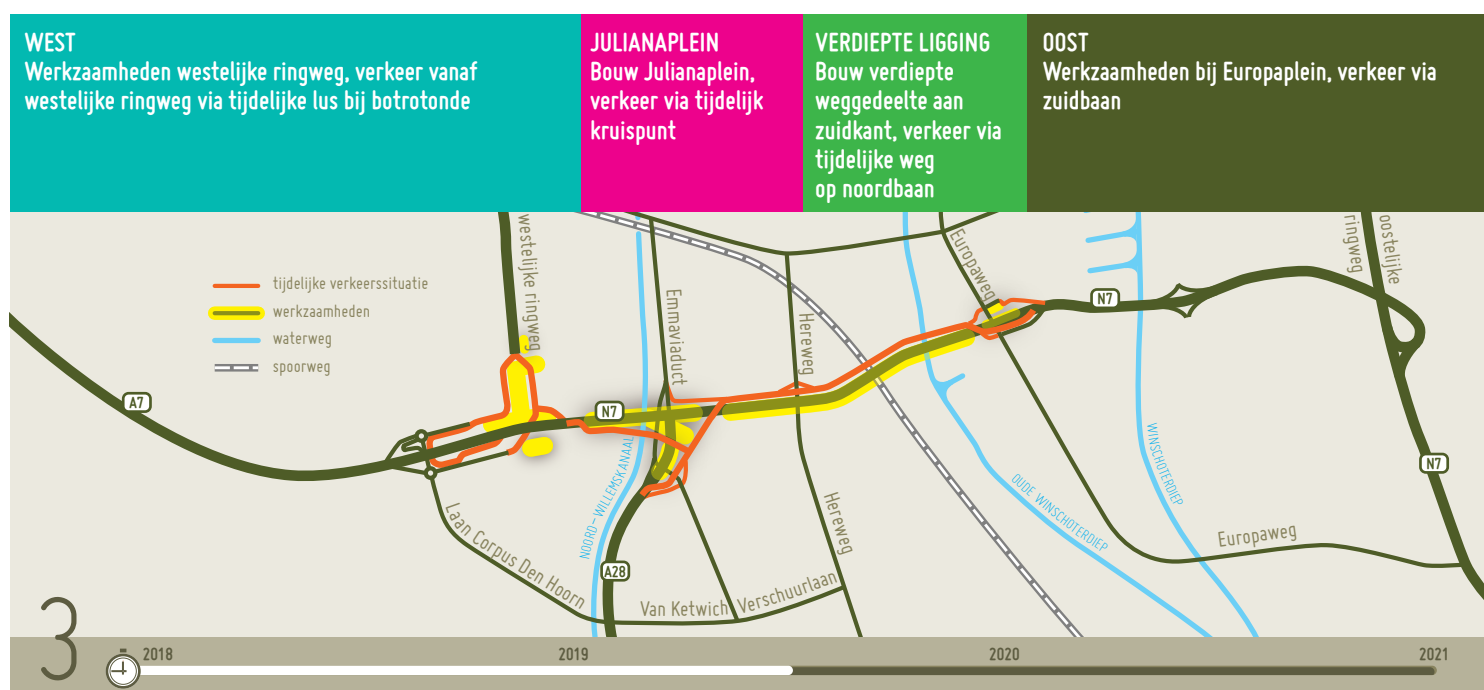 WEST
Werkzaamheden westelijke ringweg, verkeer vanaf
westelijke ringweg via tijdelijke lus bij botrotonde
JULIANAPLEIN
Bouw Julianaplein,
verkeer via tijdelijk
kruispunt
VERDIEPTE LIGGING
Bouw verdiepte
weggedeelte aan
zuidkant, verkeer via
tijdelijke weg
op noordbaan
OOST
Werkzaamheden bij Europaplein, verkeer via
zuidbaan
tijdelijke verkeerssituatie
werkzaamheden
waterweg
spoorweg
westelijke ringweg
Emmaviaduct
Hereweg
Europaweg
oostelijke
ringweg
N7
A7
N7
N7
NOORD-WILLEMSKANAAL
WINSCHOTERDIEP
OUDE WINSCHOTERDIEP
Hereweg
Europaweg
Laan Corpus Den Hoorn
A28
Van Ketwich Verschuurlaan
3
2018
2019
2020
2021